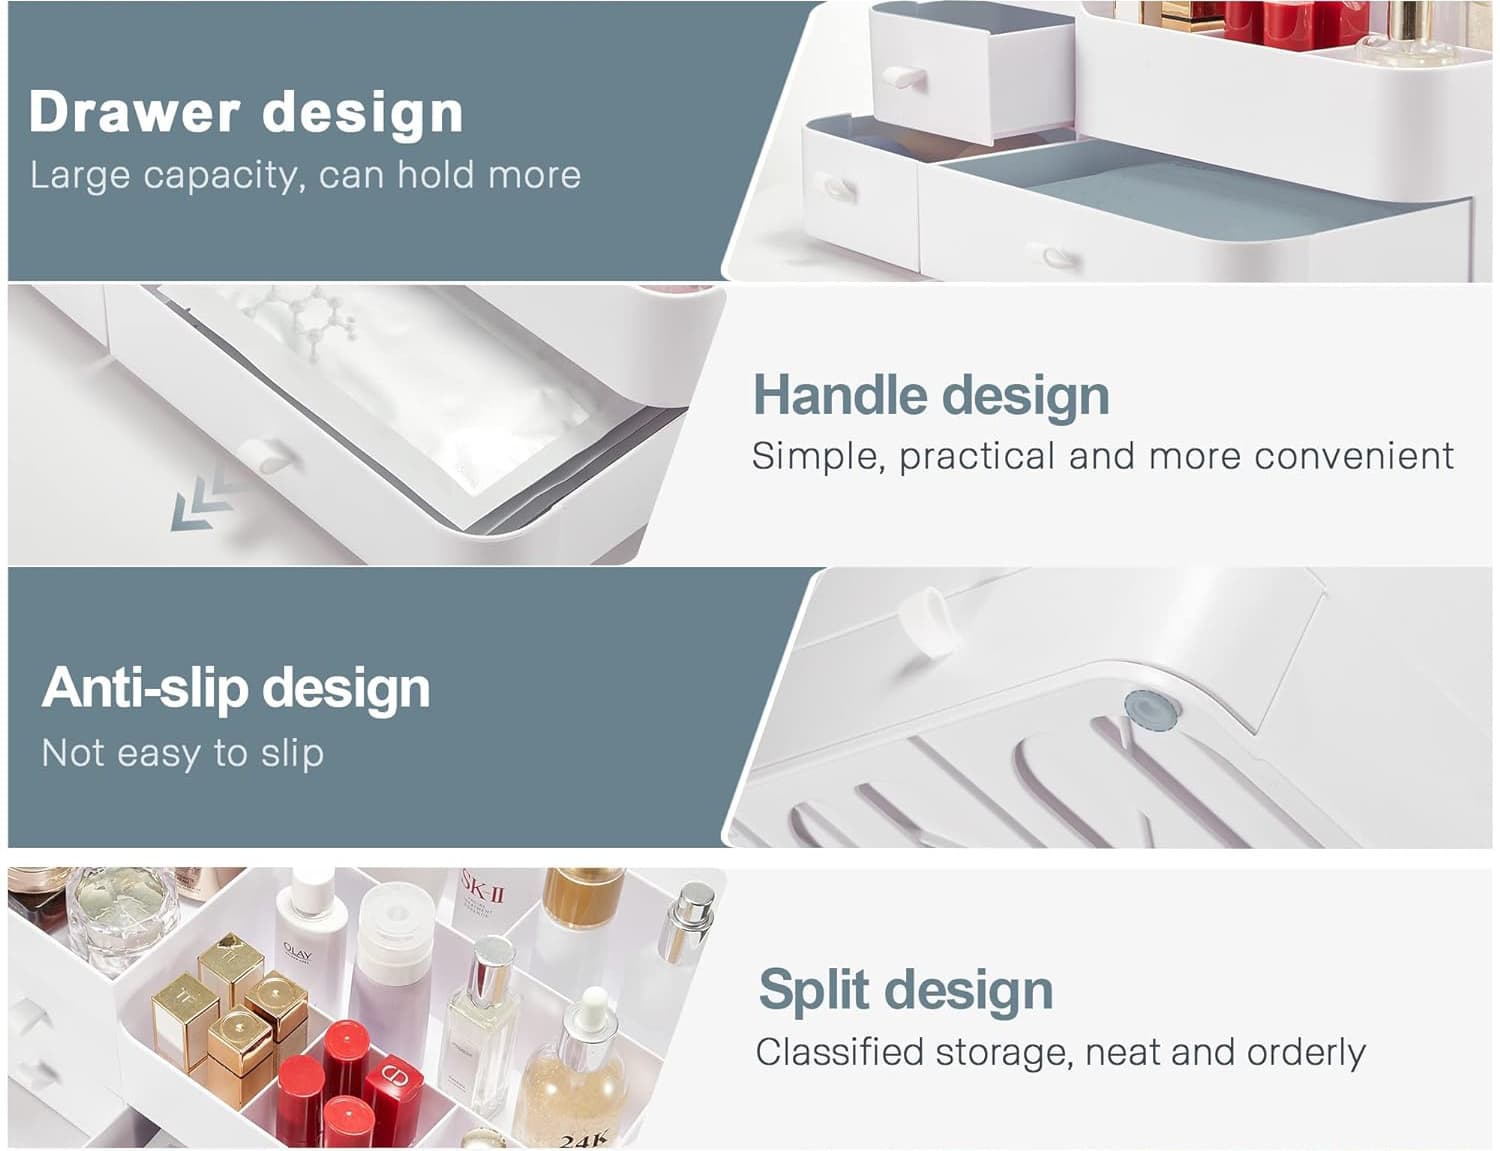 Drawer design
Large capacity, can hold more
Handle design
Simple, practical and more convenient
Anti-slip design
Not easy to slip
SK-II
OLAY
24K
Split design
Classified storage, neat and orderly